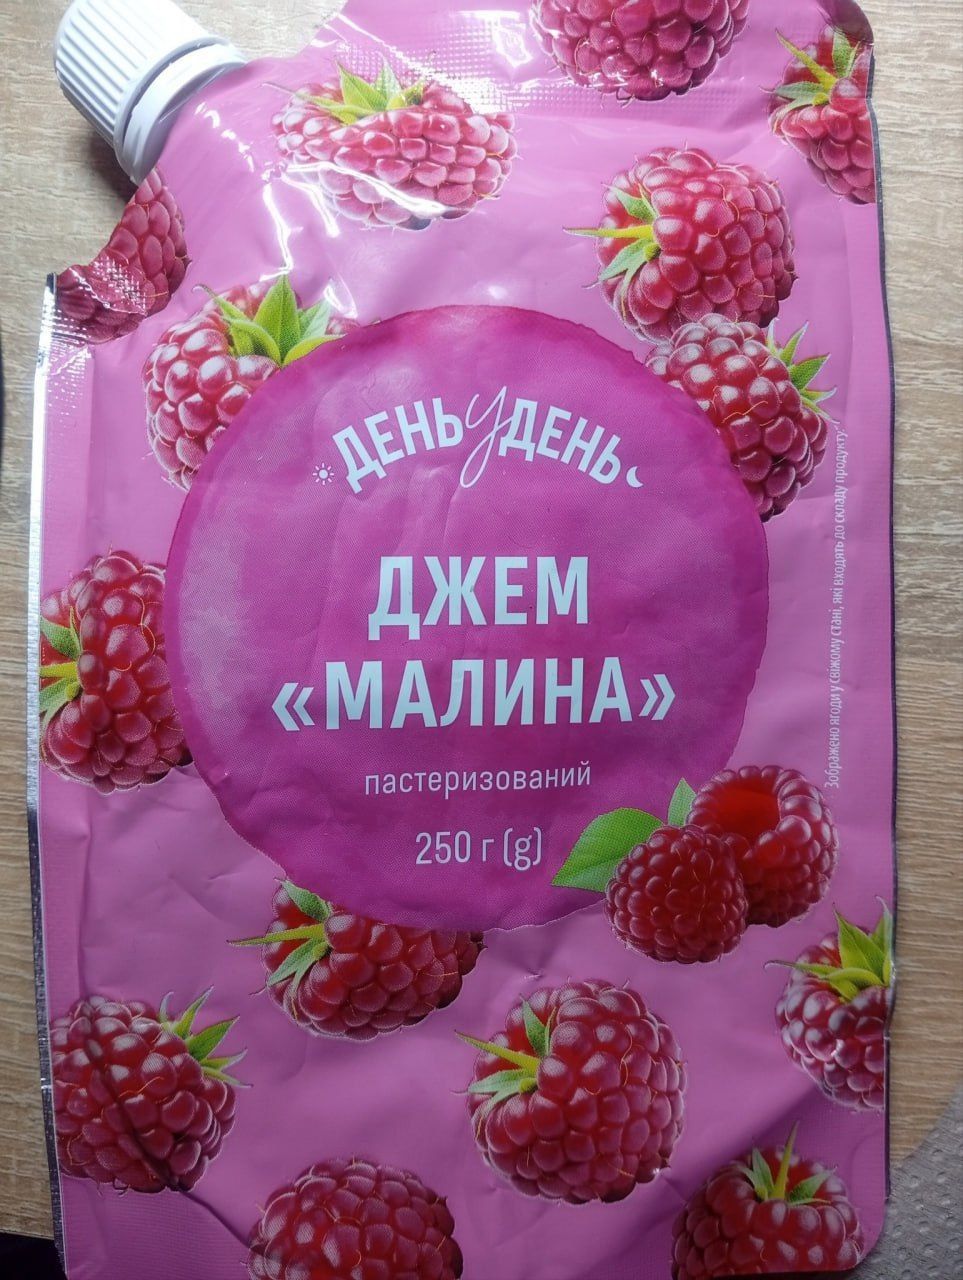 ДЕНЬ у ДЕНЬ
ДЖЕМ
«МАЛИНА»
пастеризований
250 г (g)
Зображено ягоди у свіжому стані, які входять до складу продукту.